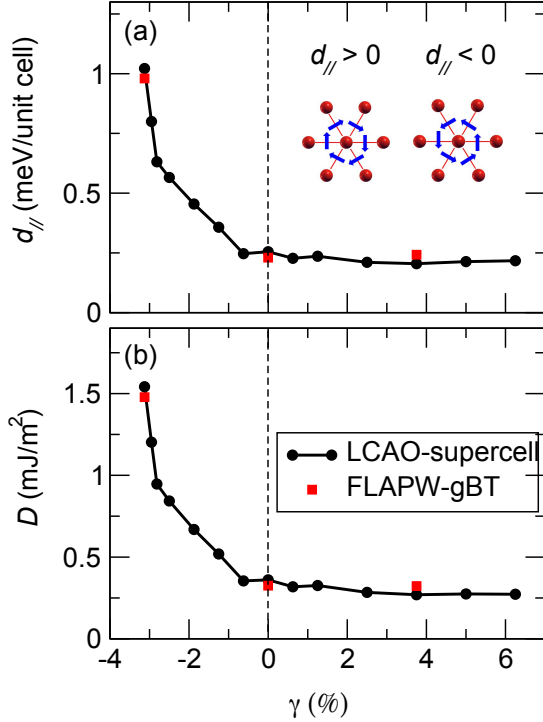 (a)
d// > 0 d// < 0
1
0.5
0
d// (meV/unit cell)
(b)
1.5
1
0.5
0
D (mJ/m²)
LCAO-supercell
FLAPW-gBT
-4 -2 0 2 4 6
γ (%)